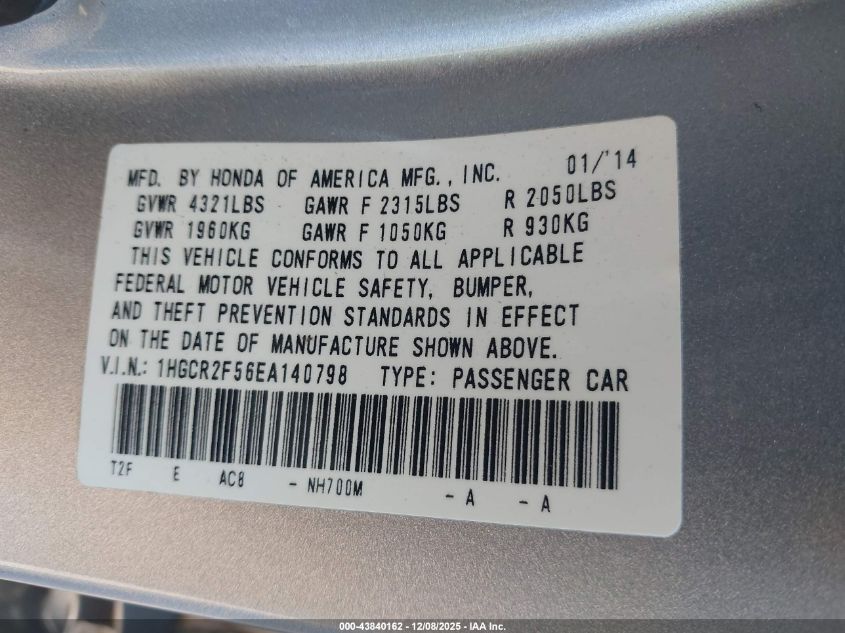 MFD. BY HONDA OF AMERICA MFG., INC. 01/'14
GVWR 4321LBS GAWR F 2315LBS R 2050LBS
GVWR 1960KG GAWR F 1050KG R 930KG
THIS VEHICLE CONFORMS TO ALL APPLICABLE
FEDERAL MOTOR VEHICLE SAFETY, BUMPER,
AND THEFT PREVENTION STANDARDS IN EFFECT
ON THE DATE OF MANUFACTURE SHOWN ABOVE.
V.I.N.: 1HGCR2F56EA140798 TYPE: PASSENGER CAR
T2F E AC8 - NH700M - A - A
000-43840162 - 12/08/2025 - IAA Inc.